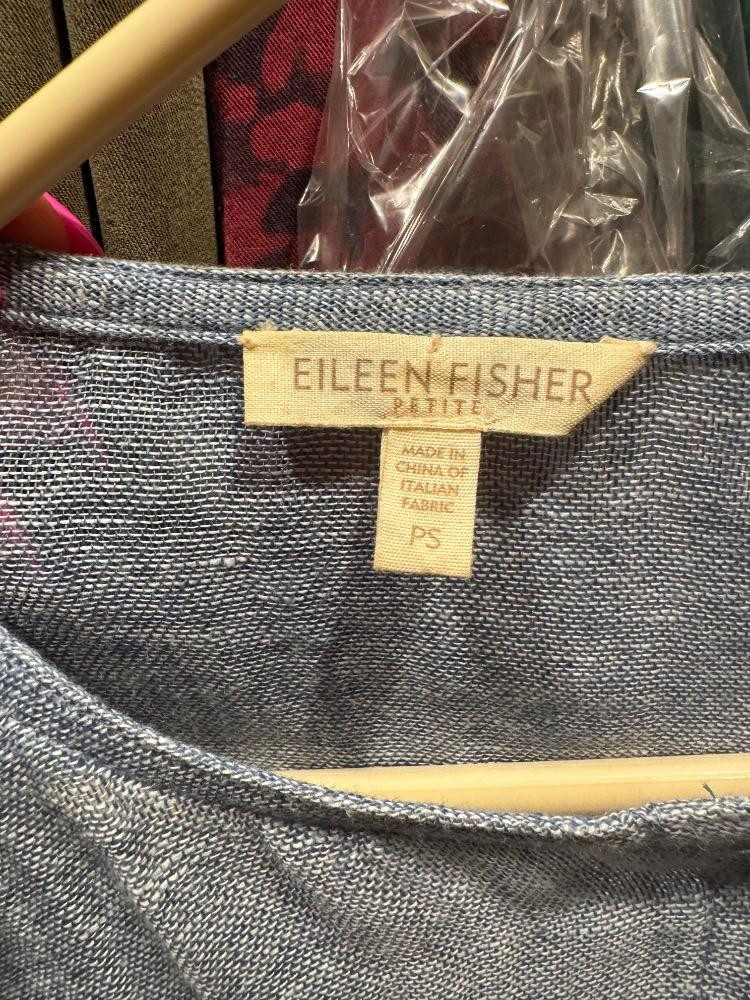 EILEEN FISHER
PETITE
MADE IN
CHINA OF
ITALIAN
FABRIC
PS